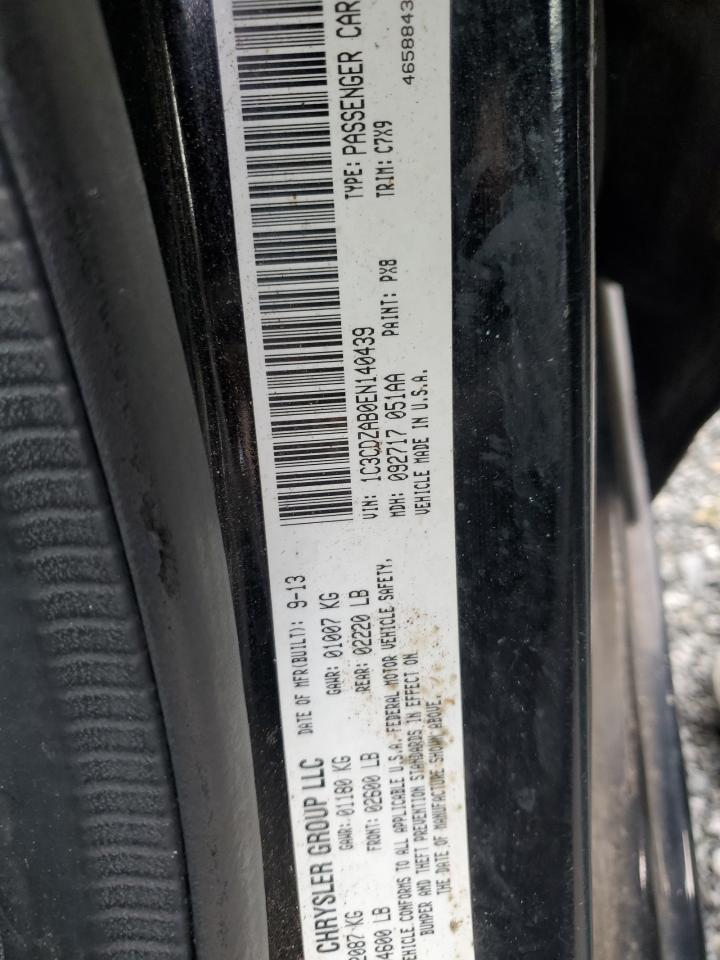 CHRYSLER GROUP LLC
DATE OF MFR(BUILT): 9-13
2087 KG
GAWR: 01180 KG
GAWR: 01007 KG
4600 LB
FRONT: 02600 LB
REAR: 02220 LB
VEHICLE CONFORMS TO ALL APPLICABLE U.S.A. FEDERAL MOTOR VEHICLE SAFETY,
BUMPER AND THEFT PREVENTION STANDARDS IN EFFECT ON
THE DATE OF MANUFACTURE SHOWN ABOVE.
VIN: 1C3CDZAB0EN140439
TYPE: PASSENGER CAR
MDH: 092717 051AA
PAINT: PX8
TRIM: C7X9
VEHICLE MADE IN U.S.A.
4658843